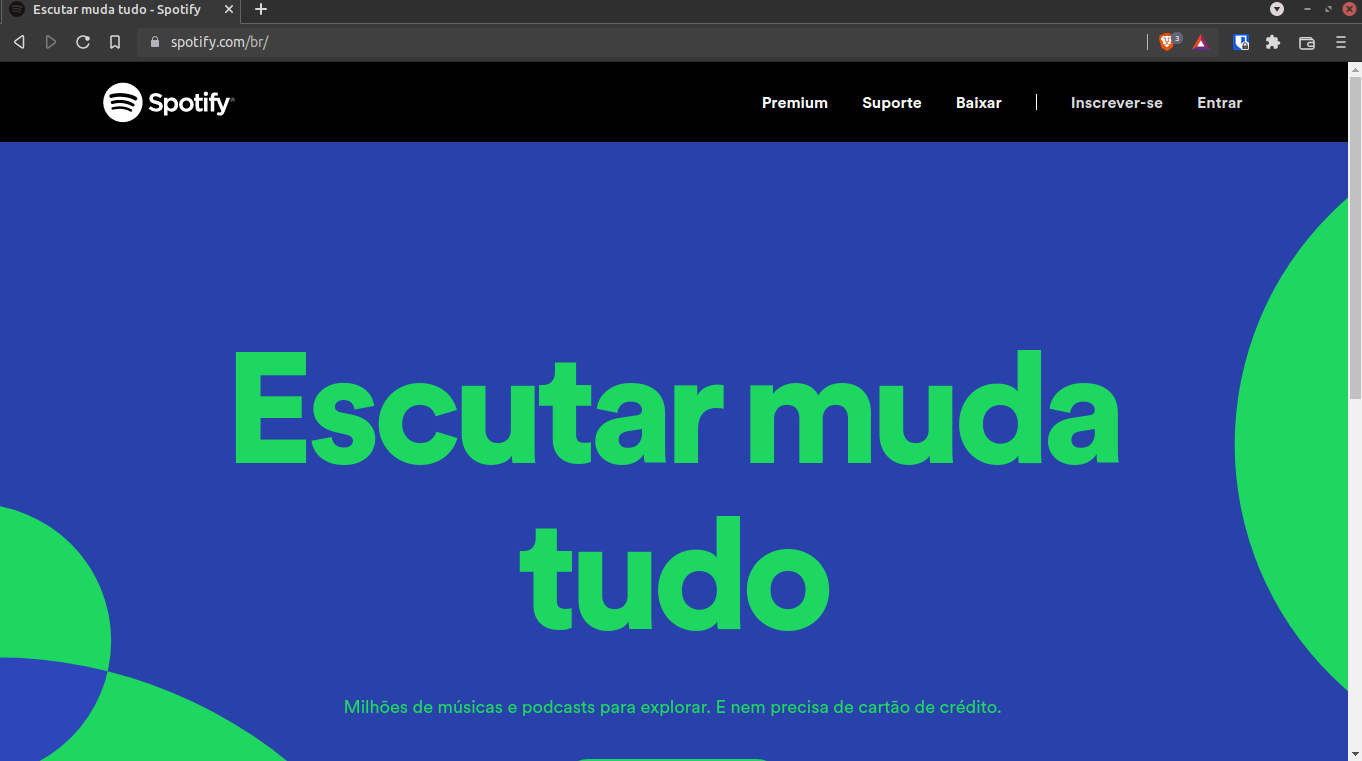 Escutar muda tudo - Spotify
spotify.com/br/
3
Spotify
Premium Suporte Baixar Inscrever-se Entrar
Escutar muda
tudo
Milhões de músicas e podcasts para explorar. E nem precisa de cartão de crédito.